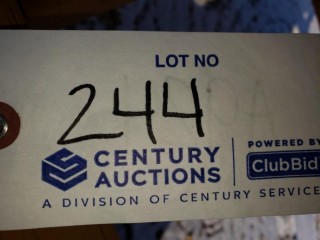 LOT NO
244
CENTURY
AUCTIONS
POWERED BY
ClubBid
A DIVISION OF CENTURY SERVICE